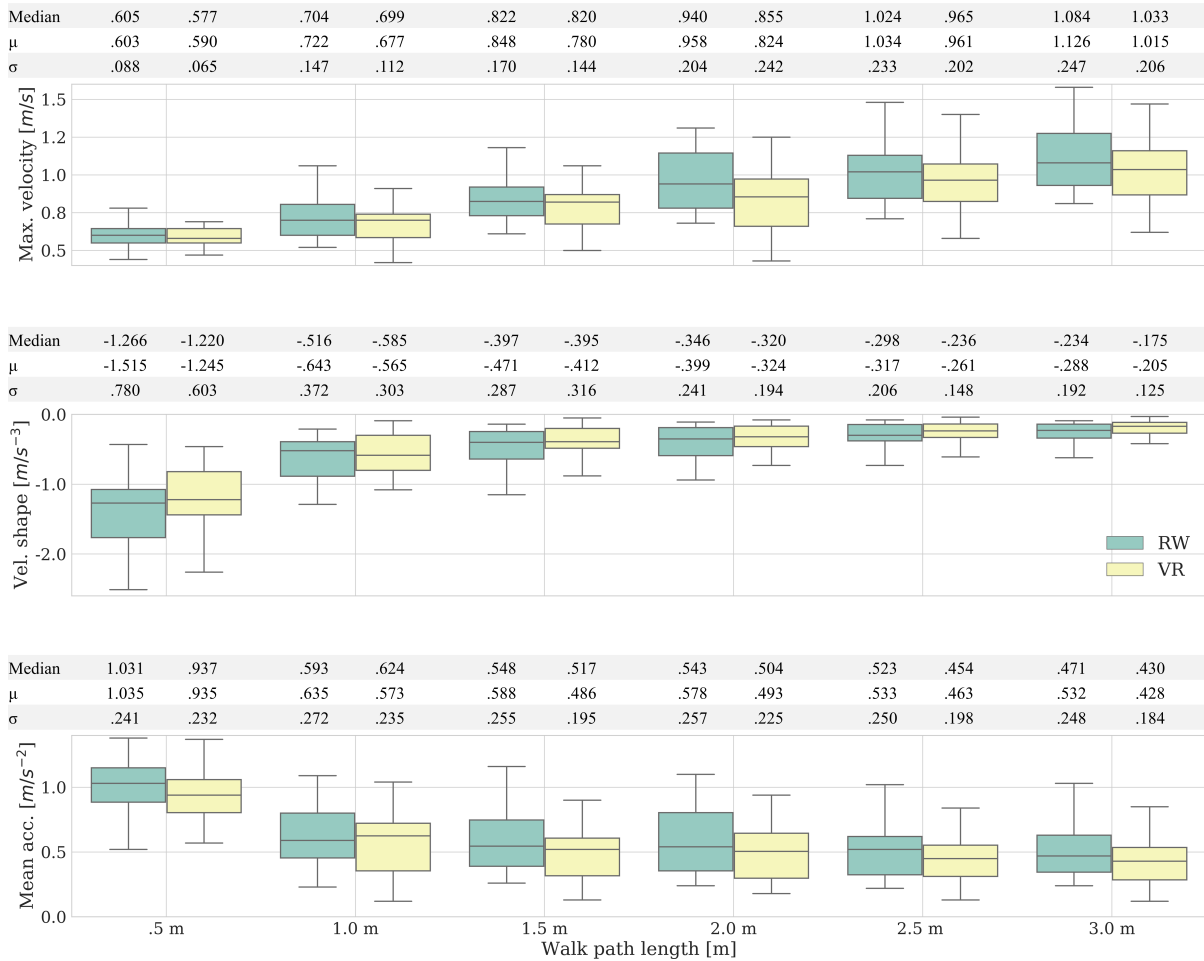 Median .605 .577 .704 .699 .822 .820 .940 .855 1.024 .965 1.084 1.033
μ .603 .590 .722 .677 .848 .780 .958 .824 1.034 .961 1.126 1.015
σ .088 .065 .147 .112 .170 .144 .204 .242 .233 .202 .247 .206
Max. velocity [m/s]
1.5
1.2
1.0
0.8
0.5
Median -1.266 -1.220 -.516 -.585 -.397 -.395 -.346 -.320 -.298 -.236 -.234 -.175
μ -1.515 -1.245 -.643 -.565 -.471 -.412 -.399 -.324 -.317 -.261 -.288 -.205
σ .780 .603 .372 .303 .287 .316 .241 .194 .206 .148 .192 .125
Vel. shape [m/s⁻³]
0.0
-1.0
-2.0
RW
VR
Median 1.031 .937 .593 .624 .548 .517 .543 .504 .523 .454 .471 .430
μ 1.035 .935 .635 .573 .588 .486 .578 .493 .533 .463 .532 .428
σ .241 .232 .272 .235 .255 .195 .257 .225 .250 .198 .248 .184
Mean acc. [m/s⁻²]
1.0
0.5
0.0
.5 m 1.0 m 1.5 m 2.0 m 2.5 m 3.0 m
Walk path length [m]